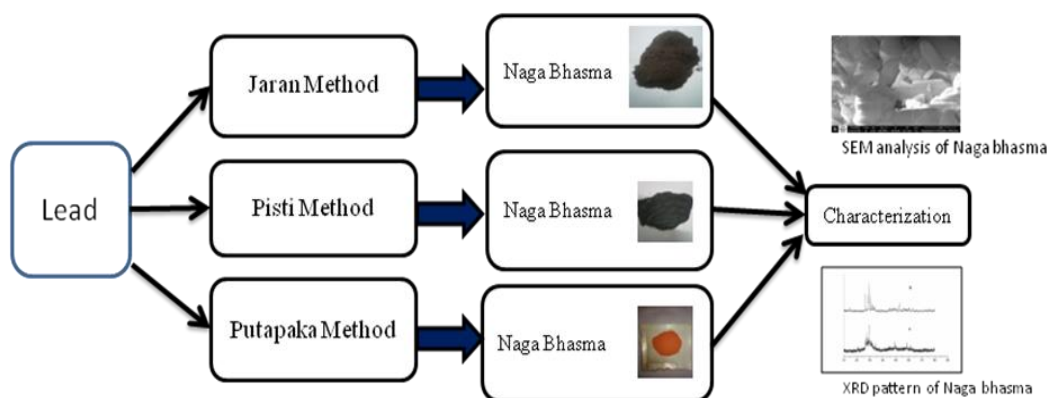 Lead
Jaran Method
Pisti Method
Putapaka Method
Naga Bhasma
Naga Bhasma
Naga Bhasma
SEM analysis of Naga bhasma
Characterization
XRD pattern of Naga bhasma